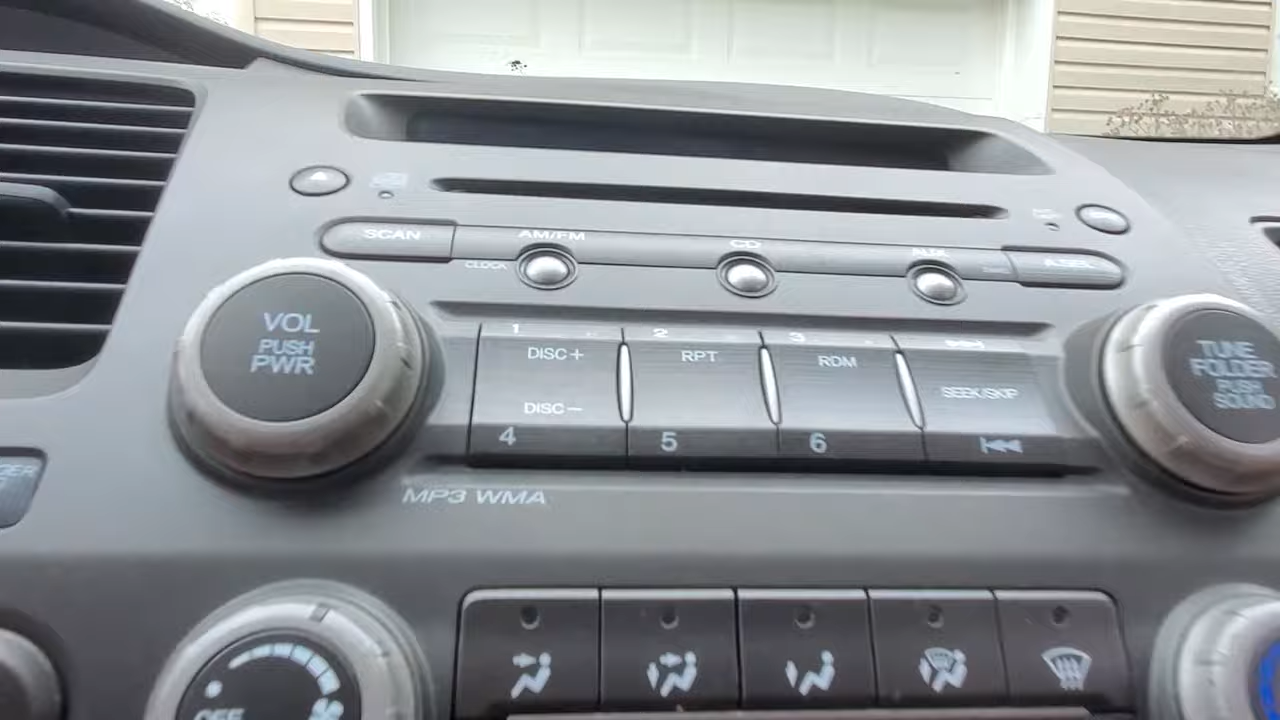 SCAN
AM/FM
CD
AUX
A.SEL
CLOCK
VOL
PUSH
PWR
1
2
3
DISC+
RPT
RDM
DISC−
SEEK/SKIP
4
5
6
TUNE
FOLDER
PUSH
SOUND
MP3 WMA
OFF